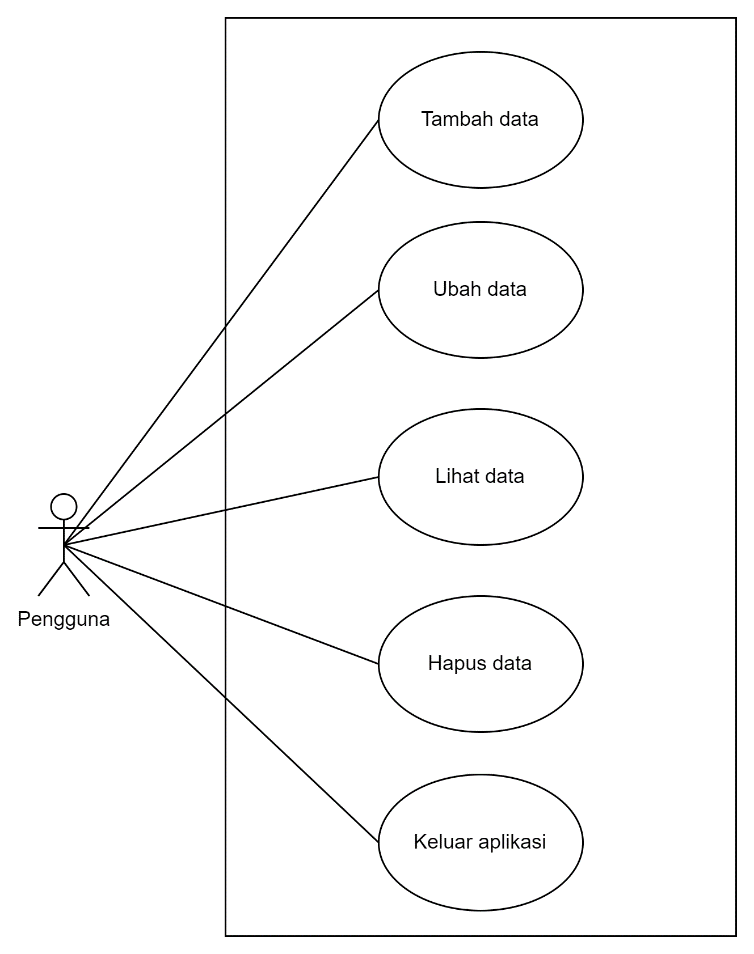 Tambah data
Ubah data
Lihat data
Pengguna
Hapus data
Keluar aplikasi